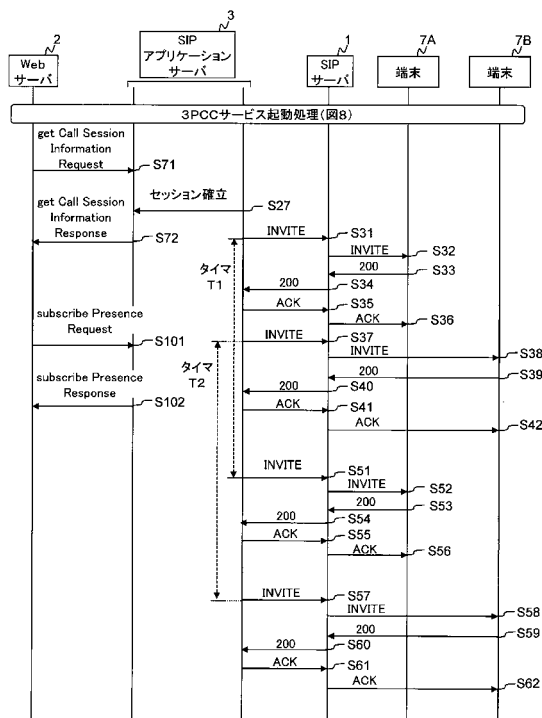 2
Web
サーバ
3
SIP
アプリケーション
サーバ
1
SIP
サーバ
7A
端末
7B
端末
3PCCサービス起動処理(図8)
get Call Session
Information
Request
S71
セッション確立
S27
get Call Session
Information
Response
S72
INVITE
S31
INVITE
S32
タイマ
T1
200
S33
200
S34
ACK
S35
ACK
S36
subscribe Presence
Request
S101
INVITE
S37
INVITE
S38
タイマ
T2
200
S39
subscribe Presence
Response
S102
200
S40
ACK
S41
ACK
S42
INVITE
S51
INVITE
S52
200
S53
200
S54
ACK
S55
ACK
S56
INVITE
S57
INVITE
S58
200
S59
200
S60
ACK
S61
ACK
S62